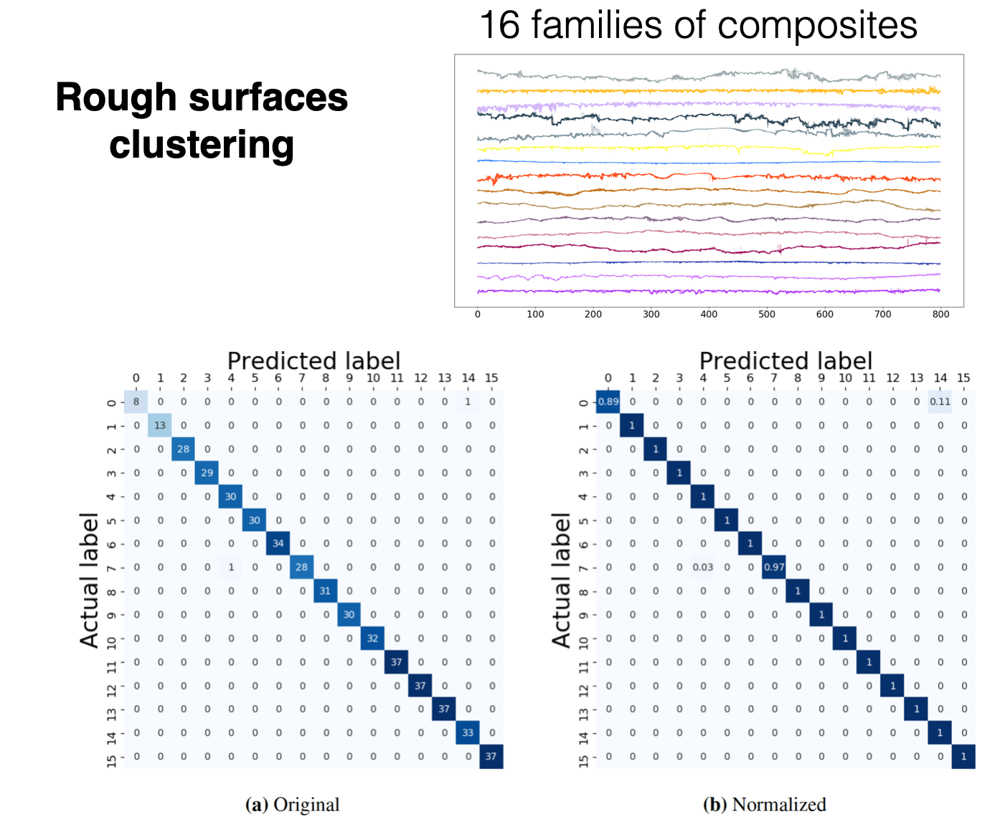 16 families of composites
Rough surfaces
clustering
0 100 200 300 400 500 600 700 800
Predicted label
0 1 2 3 4 5 6 7 8 9 10 11 12 13 14 15
Actual label
0 8 0 0 0 0 0 0 0 0 0 0 0 0 0 1 0
1 0 13 0 0 0 0 0 0 0 0 0 0 0 0 0 0
2 0 0 28 0 0 0 0 0 0 0 0 0 0 0 0 0
3 0 0 0 29 0 0 0 0 0 0 0 0 0 0 0 0
4 0 0 0 0 30 0 0 0 0 0 0 0 0 0 0 0
5 0 0 0 0 0 30 0 0 0 0 0 0 0 0 0 0
6 0 0 0 0 0 0 34 0 0 0 0 0 0 0 0 0
7 0 0 0 0 1 0 0 28 0 0 0 0 0 0 0 0
8 0 0 0 0 0 0 0 0 31 0 0 0 0 0 0 0
9 0 0 0 0 0 0 0 0 0 30 0 0 0 0 0 0
10 0 0 0 0 0 0 0 0 0 0 32 0 0 0 0 0
11 0 0 0 0 0 0 0 0 0 0 0 37 0 0 0 0
12 0 0 0 0 0 0 0 0 0 0 0 0 37 0 0 0
13 0 0 0 0 0 0 0 0 0 0 0 0 0 37 0 0
14 0 0 0 0 0 0 0 0 0 0 0 0 0 0 33 0
15 0 0 0 0 0 0 0 0 0 0 0 0 0 0 0 37
(a) Original
Predicted label
0 1 2 3 4 5 6 7 8 9 10 11 12 13 14 15
Actual label
0 0.89 0 0 0 0 0 0 0 0 0 0 0 0 0 0.11 0
1 0 1 0 0 0 0 0 0 0 0 0 0 0 0 0 0
2 0 0 1 0 0 0 0 0 0 0 0 0 0 0 0 0
3 0 0 0 1 0 0 0 0 0 0 0 0 0 0 0 0
4 0 0 0 0 1 0 0 0 0 0 0 0 0 0 0 0
5 0 0 0 0 0 1 0 0 0 0 0 0 0 0 0 0
6 0 0 0 0 0 0 1 0 0 0 0 0 0 0 0 0
7 0 0 0 0 0.03 0 0 0.97 0 0 0 0 0 0 0 0
8 0 0 0 0 0 0 0 0 1 0 0 0 0 0 0 0
9 0 0 0 0 0 0 0 0 0 1 0 0 0 0 0 0
10 0 0 0 0 0 0 0 0 0 0 1 0 0 0 0 0
11 0 0 0 0 0 0 0 0 0 0 0 1 0 0 0 0
12 0 0 0 0 0 0 0 0 0 0 0 0 1 0 0 0
13 0 0 0 0 0 0 0 0 0 0 0 0 0 1 0 0
14 0 0 0 0 0 0 0 0 0 0 0 0 0 0 1 0
15 0 0 0 0 0 0 0 0 0 0 0 0 0 0 0 1
(b) Normalized